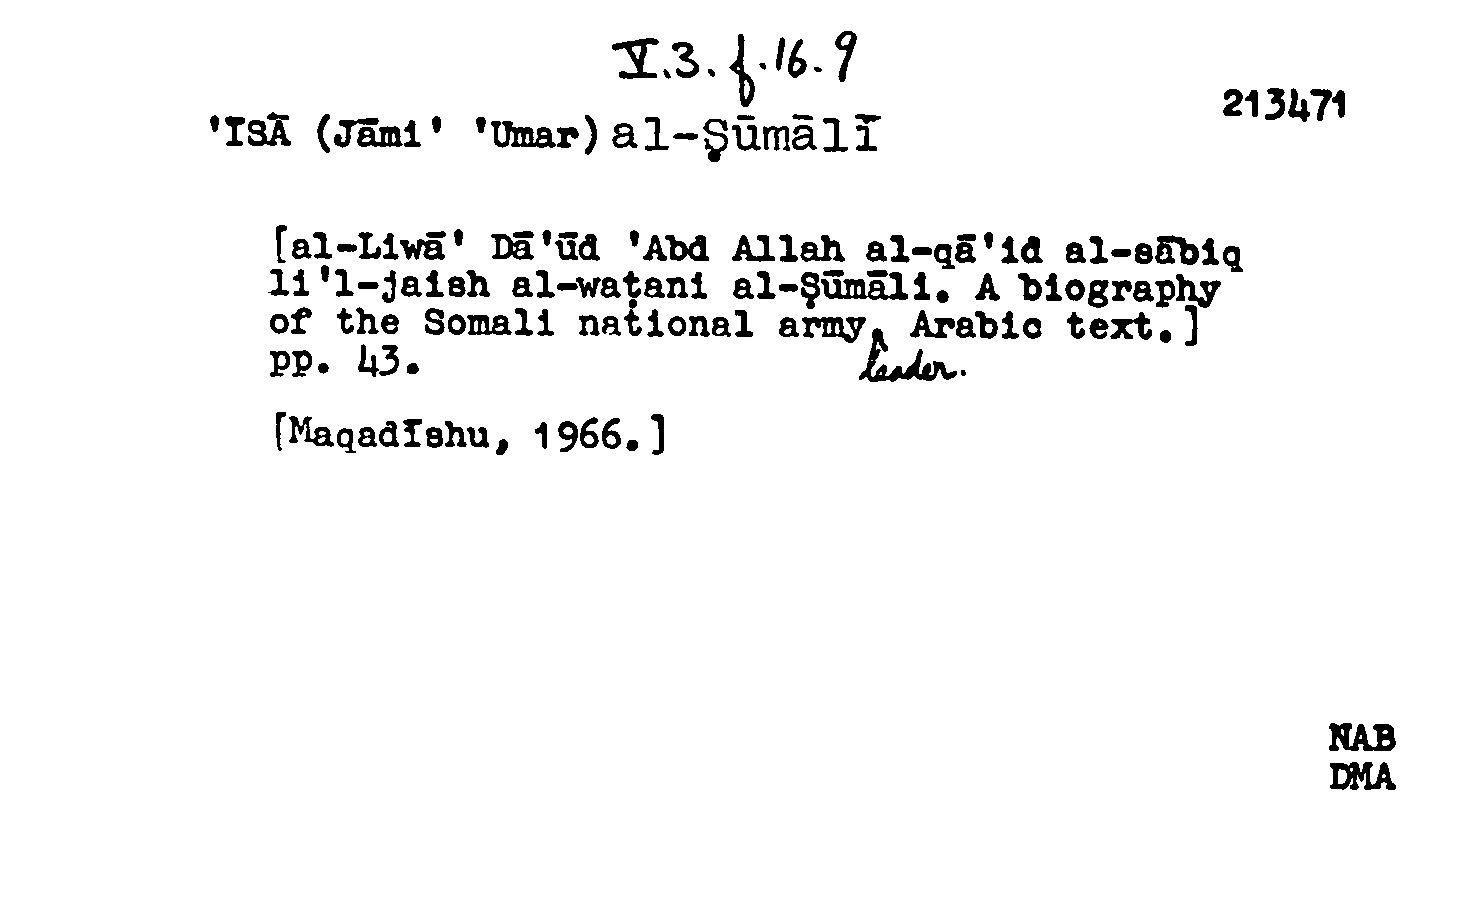 V.3.f.16.9
213471
'ĪSĀ (Jāmi' 'Umar) al-Ṣūmālī
[al-Liwā' Dā'ūd 'Abd Allah al-qā'id al-sābiq
li'l-jaish al-waṭani al-Ṣūmāli. A biography
of the Somali national army‸ Arabic text.]
leader.
pp. 43.
[Maqadīshu, 1966.]
NAB
DMA